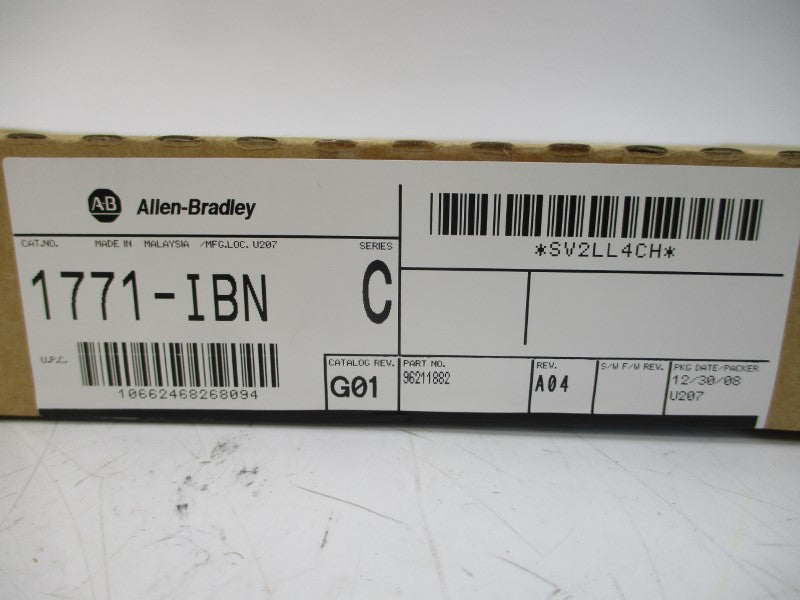 A·B Allen-Bradley
CAT.NO. MADE IN MALAYSIA /MFG.LOC. U207 SERIES
1771-IBN C
U.P.C.
10662468268094
*SV2LL4CH*
CATALOG REV.
G01
PART NO.
96211882
REV.
A04
S/W F/W REV.
PKG DATE/PACKER
12/30/08
U207